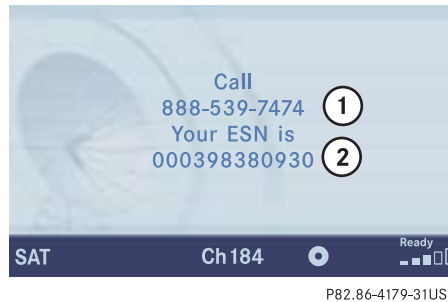 Call
888-539-7474 1
Your ESN is
000398380930 2
SAT Ch 184 Ready
P82.86-4179-31US